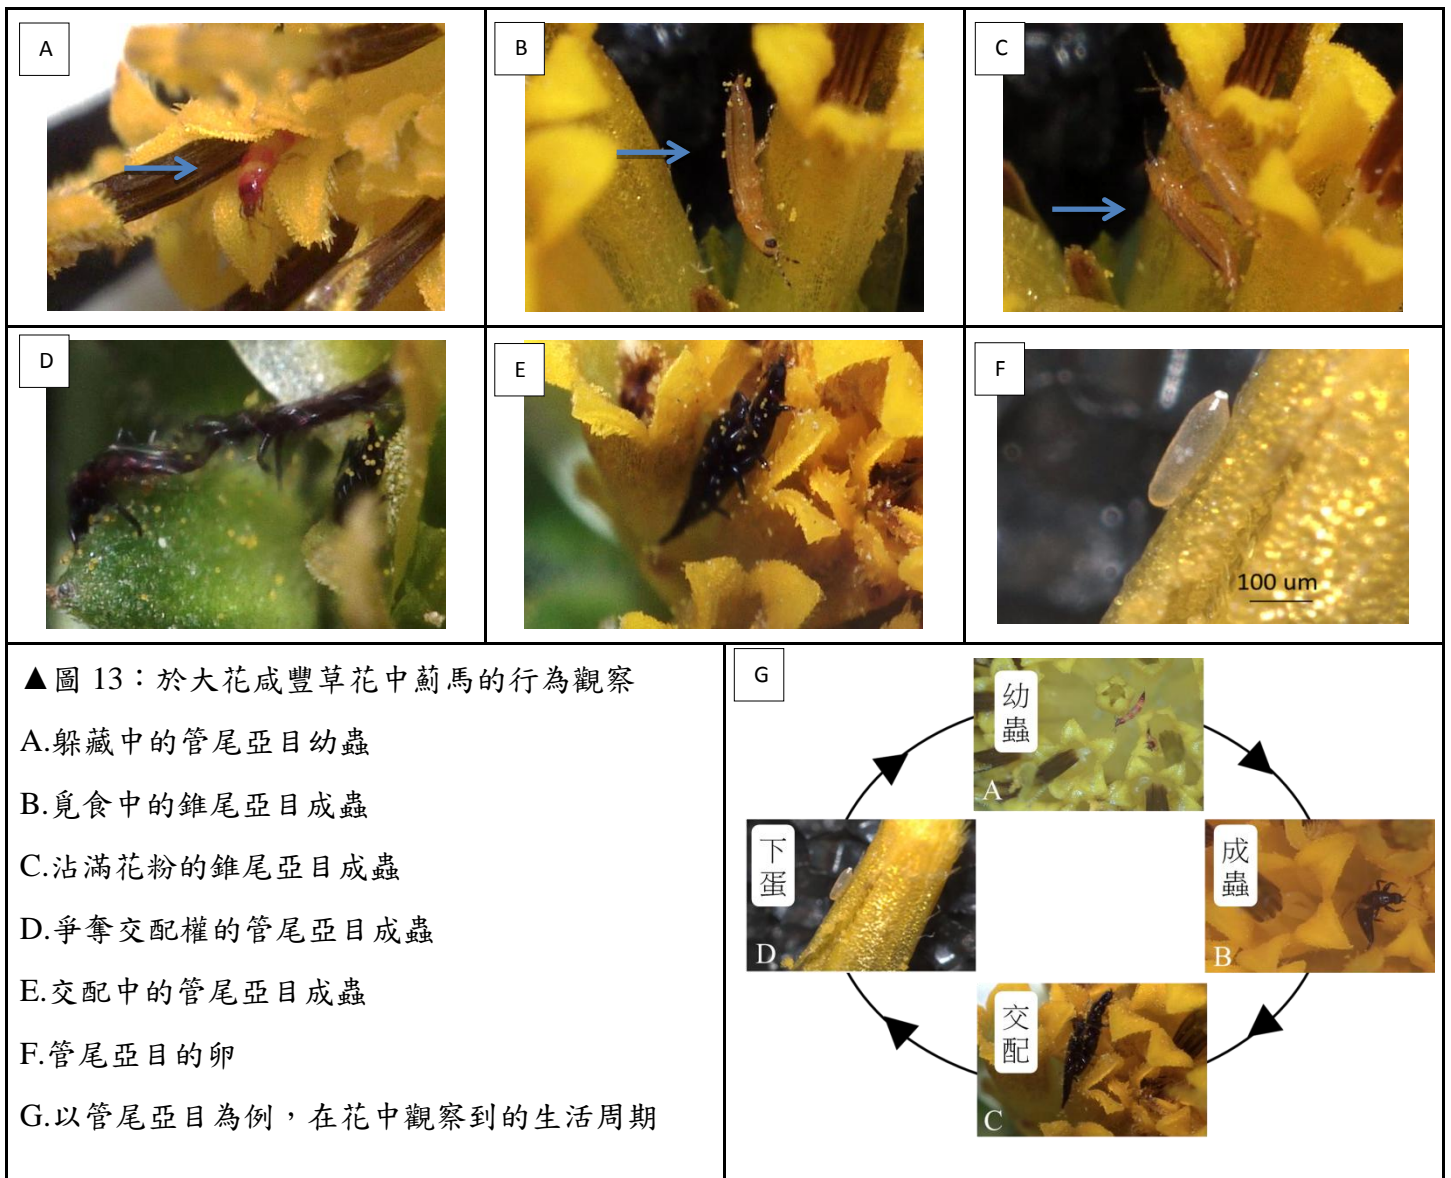 A
B
C
D
E
F
100 um
▲圖 13：於大花咸豐草花中薊馬的行為觀察
A.躲藏中的管尾亞目幼蟲
B.覓食中的錐尾亞目成蟲
C.沾滿花粉的錐尾亞目成蟲
D.爭奪交配權的管尾亞目成蟲
E.交配中的管尾亞目成蟲
F.管尾亞目的卵
G.以管尾亞目為例，在花中觀察到的生活周期
G
幼蟲
A
下蛋
D
成蟲
B
交配
C